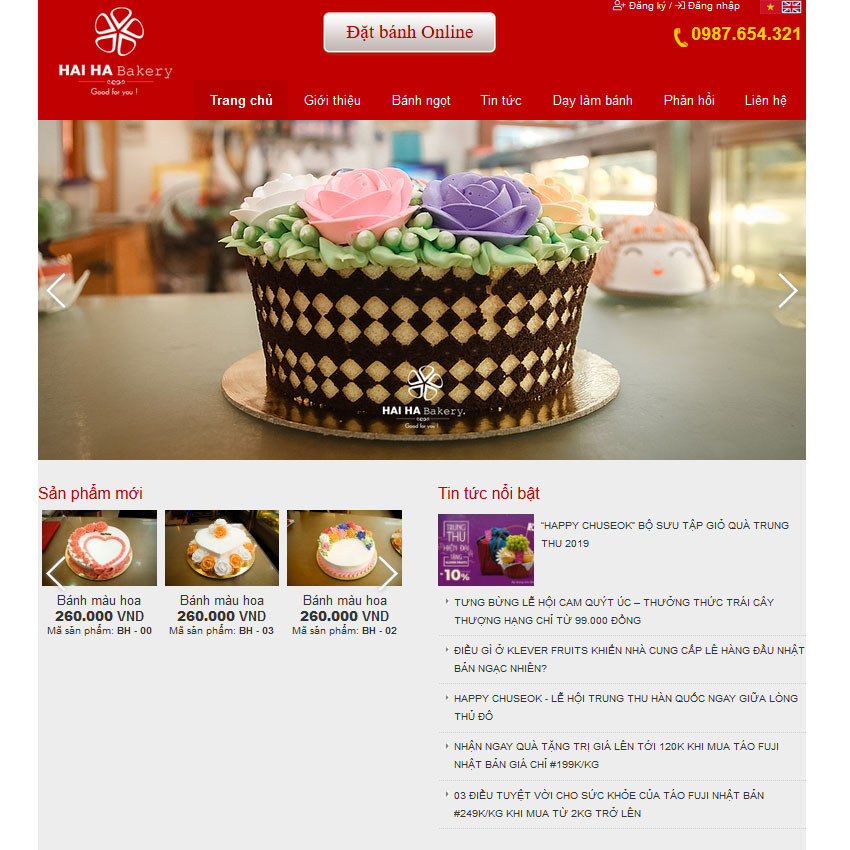 Đăng ký / Đăng nhập
Đặt bánh Online
0987.654.321
HAI HA Bakery
Good for you !
Trang chủ
Giới thiệu
Bánh ngọt
Tin tức
Dạy làm bánh
Phản hồi
Liên hệ
HAI HA Bakery.
Good for you !
Sản phẩm mới
Bánh màu hoa
260.000 VND
Mã sản phẩm: BH - 00
Bánh màu hoa
260.000 VND
Mã sản phẩm: BH - 03
Bánh màu hoa
260.000 VND
Mã sản phẩm: BH - 02
Tin tức nổi bật
TRUNG
THU
HIỆN ĐẠI
TẶNG
-10%
"HAPPY CHUSEOK" BỘ SƯU TẬP GIỎ QUÀ TRUNG
THU 2019
TƯNG BỪNG LỄ HỘI CAM QUÝT ÚC – THƯỞNG THỨC TRÁI CÂY
THƯỢNG HẠNG CHỈ TỪ 99.000 ĐỒNG
ĐIỀU GÌ Ở KLEVER FRUITS KHIẾN NHÀ CUNG CẤP LÊ HÀNG ĐẦU NHẬT
BẢN NGẠC NHIÊN?
HAPPY CHUSEOK - LỄ HỘI TRUNG THU HÀN QUỐC NGAY GIỮA LÒNG
THỦ ĐÔ
NHẬN NGAY QUÀ TẶNG TRỊ GIÁ LÊN TỚI 120K KHI MUA TÁO FUJI
NHẬT BẢN GIÁ CHỈ #199K/KG
03 ĐIỀU TUYỆT VỜI CHO SỨC KHỎE CỦA TÁO FUJI NHẬT BẢN
#249K/KG KHI MUA TỪ 2KG TRỞ LÊN